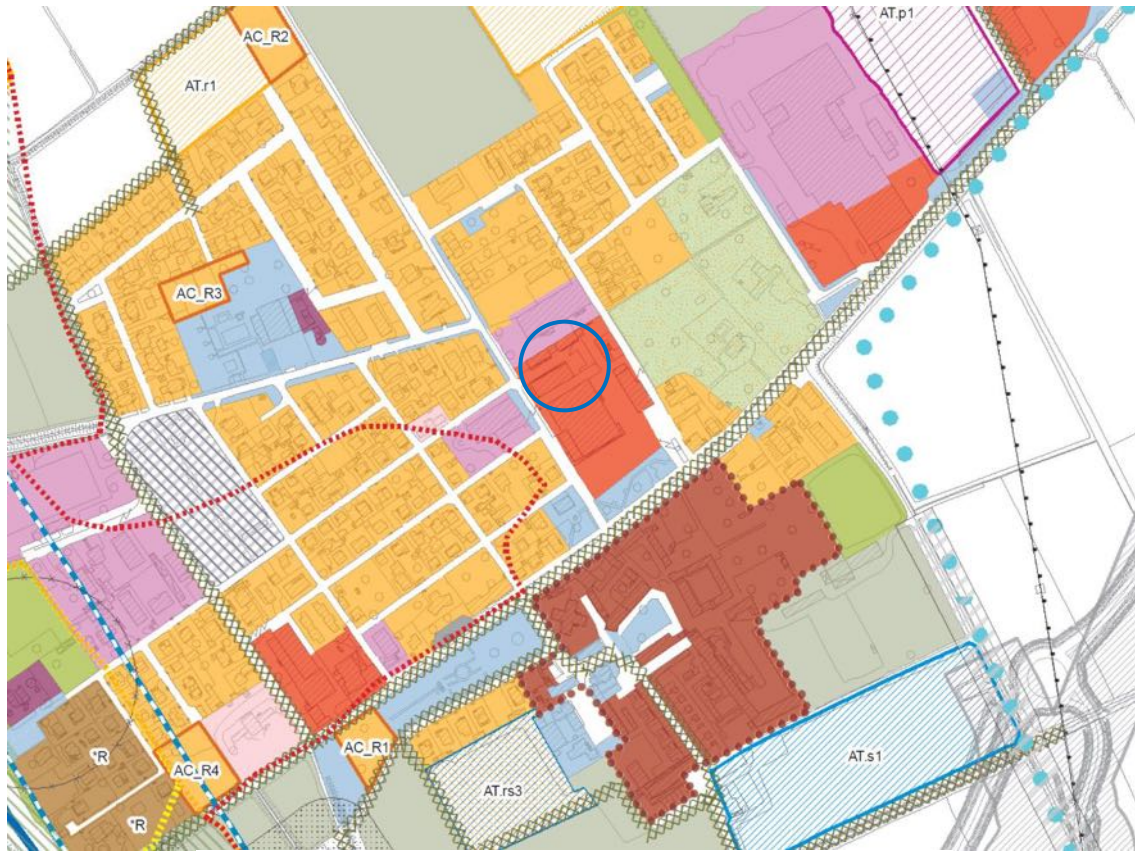 AC_R2
AT.p1
AT.r1
AC_R3
AC_R1
*R
AC_R4
AT.s1
AT.rs3
*R